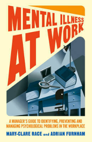 MENTAL ILLNESS
AT WORK
A MANAGER'S GUIDE TO IDENTIFYING, PREVENTING AND
MANAGING PSYCHOLOGICAL PROBLEMS IN THE WORKPLACE
MARY-CLARE RACE AND ADRIAN FURNHAM